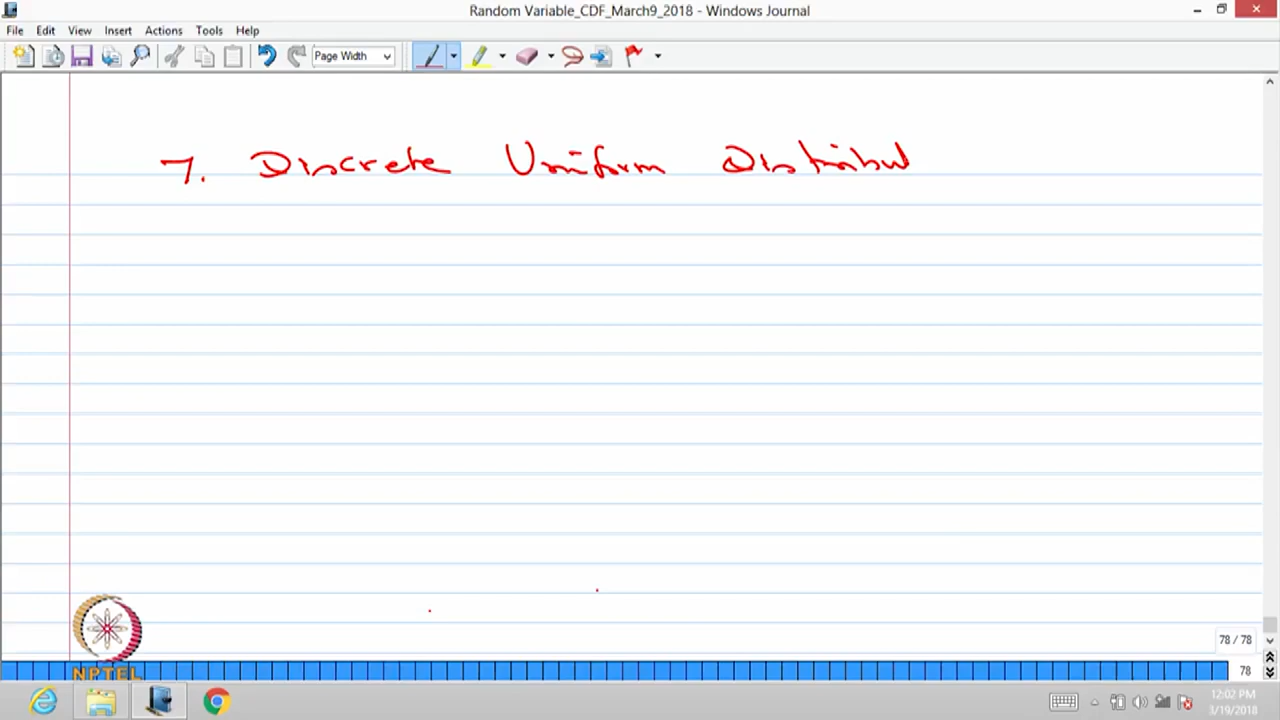 Random Variable_CDF_March9_2018 - Windows Journal
File Edit View Insert Actions Tools Help
Page Width
7. Discrete Uniform Distribut
78 / 78
78
NPTEL
12:02 PM
3/19/2018